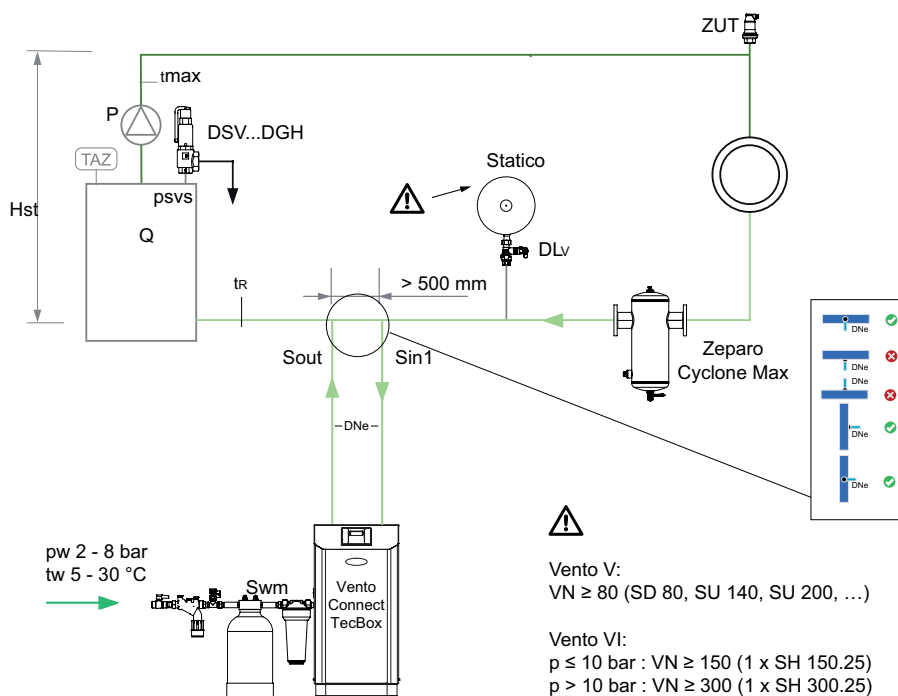 ZUT
tmax
P
DSV...DGH
TAZ
Statico
psvs
Hst
Q
DLv
tR
> 500 mm
Sout
Sin1
Zeparo
Cyclone Max
DNe
DNe
DNe
DNe
DNe
-DNe-
pw 2 - 8 bar
tw 5 - 30 °C
Swm
Vento
Connect
TecBox
Vento V:
VN ≥ 80 (SD 80, SU 140, SU 200, …)
Vento VI:
p ≤ 10 bar : VN ≥ 150 (1 x SH 150.25)
p > 10 bar : VN ≥ 300 (1 x SH 300.25)